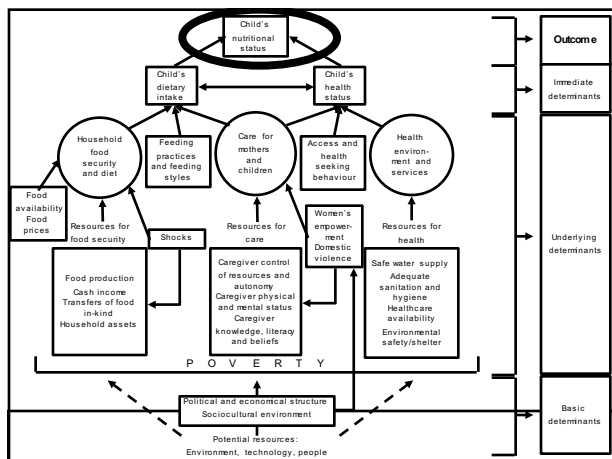 Child's
nutritional
status
Outcome
Child's
dietary
intake
Child's
health
status
Immediate
determinants
Household
food
security
and diet
Feeding
practices
and feeding
styles
Care for
mothers
and
children
Access and
health
seeking
behaviour
Health
environ-
ment and
services
Food
availability
Food
prices
Resources for
food security
Shocks
Resources for
care
Women's
empower-
ment
Domestic
violence
Resources for
health
Underlying
determinants
Food production
Cash income
Transfers of food
in-kind
Household assets
Caregiver control
of resources and
autonomy
Caregiver physical
and mental status
Caregiver
knowledge, literacy
and beliefs
Safe water supply
Adequate
sanitation and
hygiene
Healthcare
availability
Environmental
safety/shelter
P O V E R T Y
Political and economical structure
Sociocultural environment
Basic
determinants
Potential resources:
Environment, technology, people